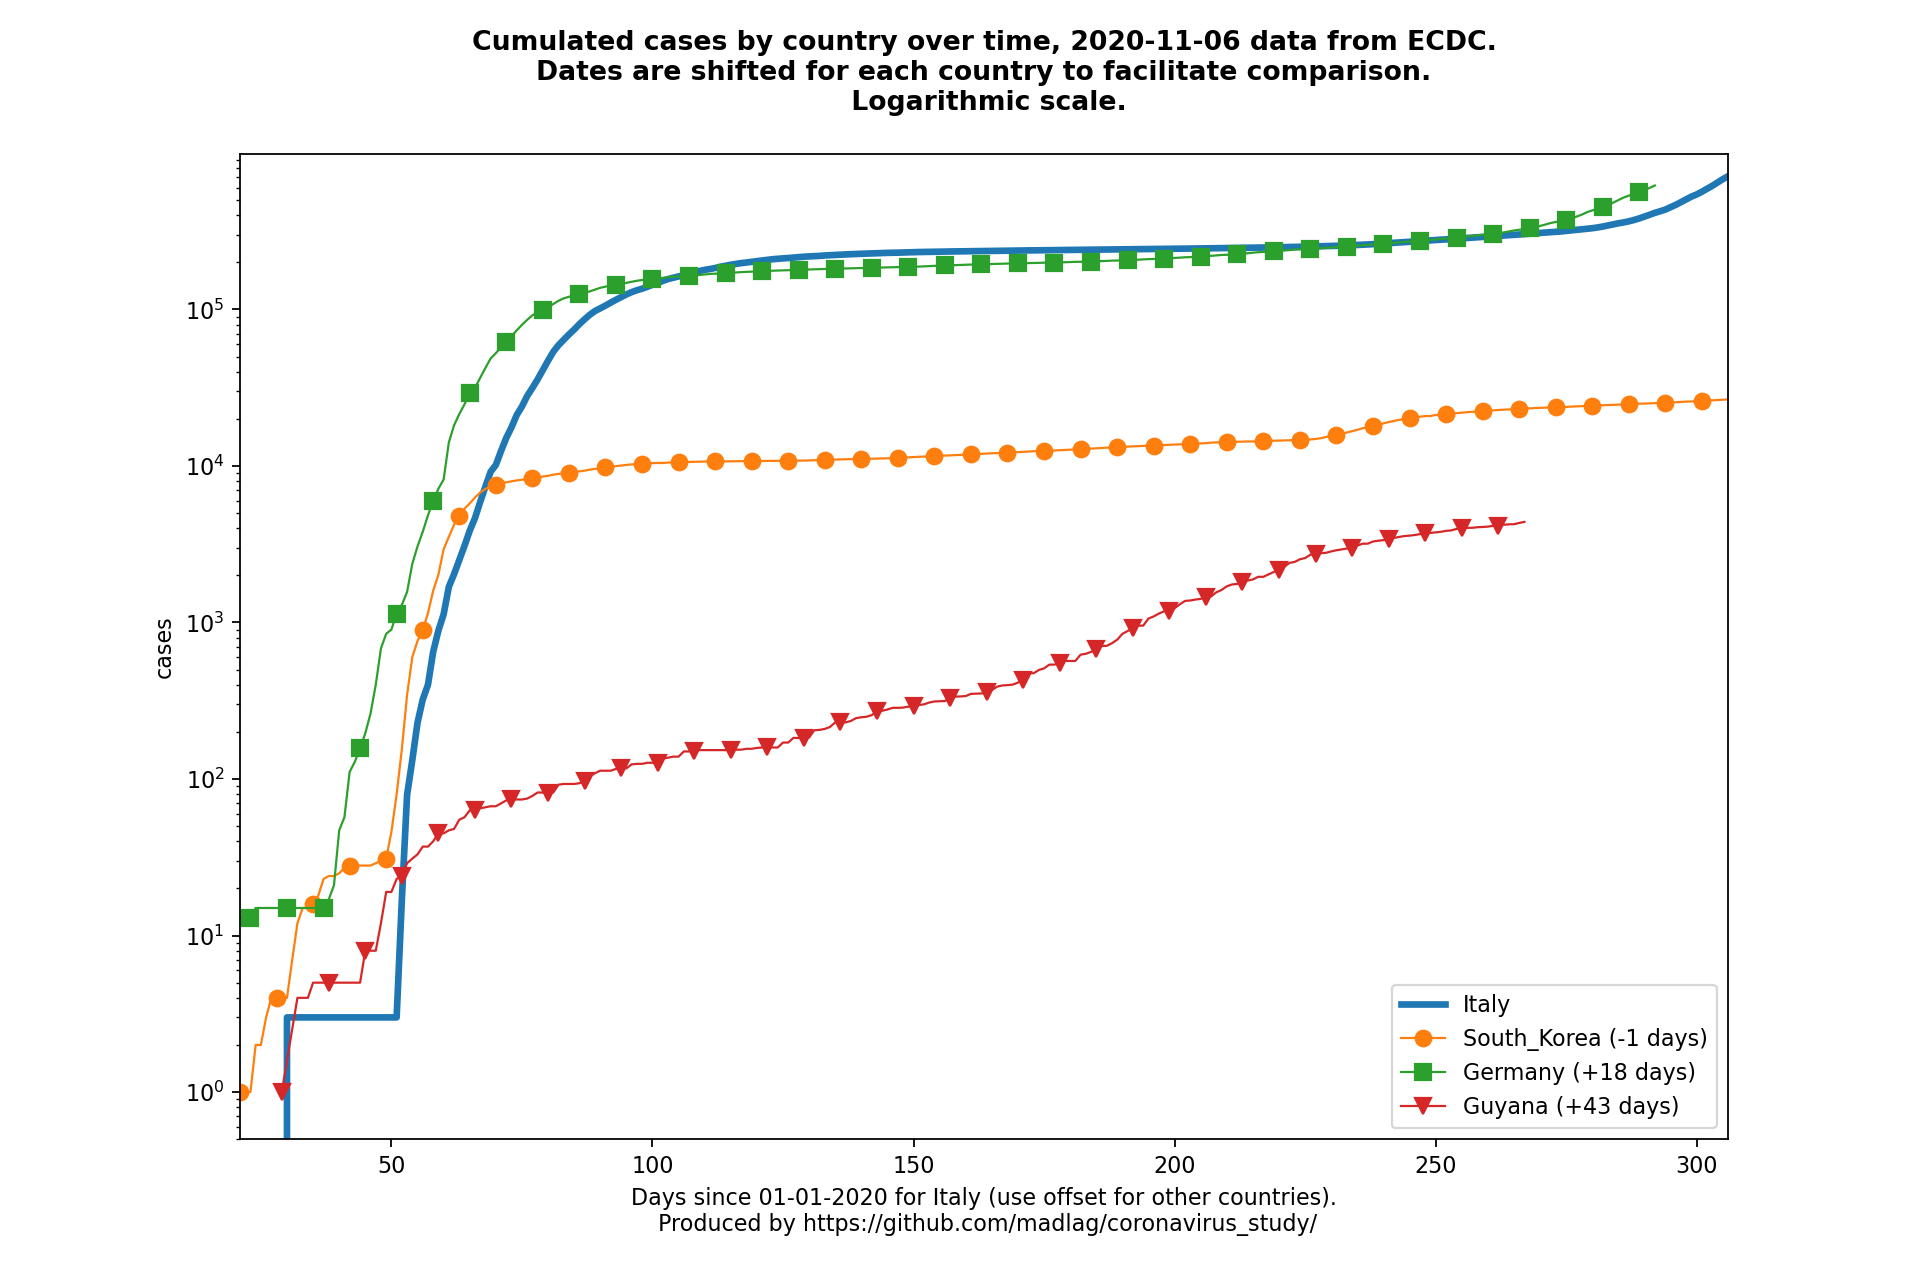 Cumulated cases by country over time, 2020-11-06 data from ECDC.
Dates are shifted for each country to facilitate comparison.
Logarithmic scale.
cases
10^5
10^4
10^3
10^2
10^1
10^0
50 100 150 200 250 300
Italy
South_Korea (-1 days)
Germany (+18 days)
Guyana (+43 days)
Days since 01-01-2020 for Italy (use offset for other countries).
Produced by https://github.com/madlag/coronavirus_study/